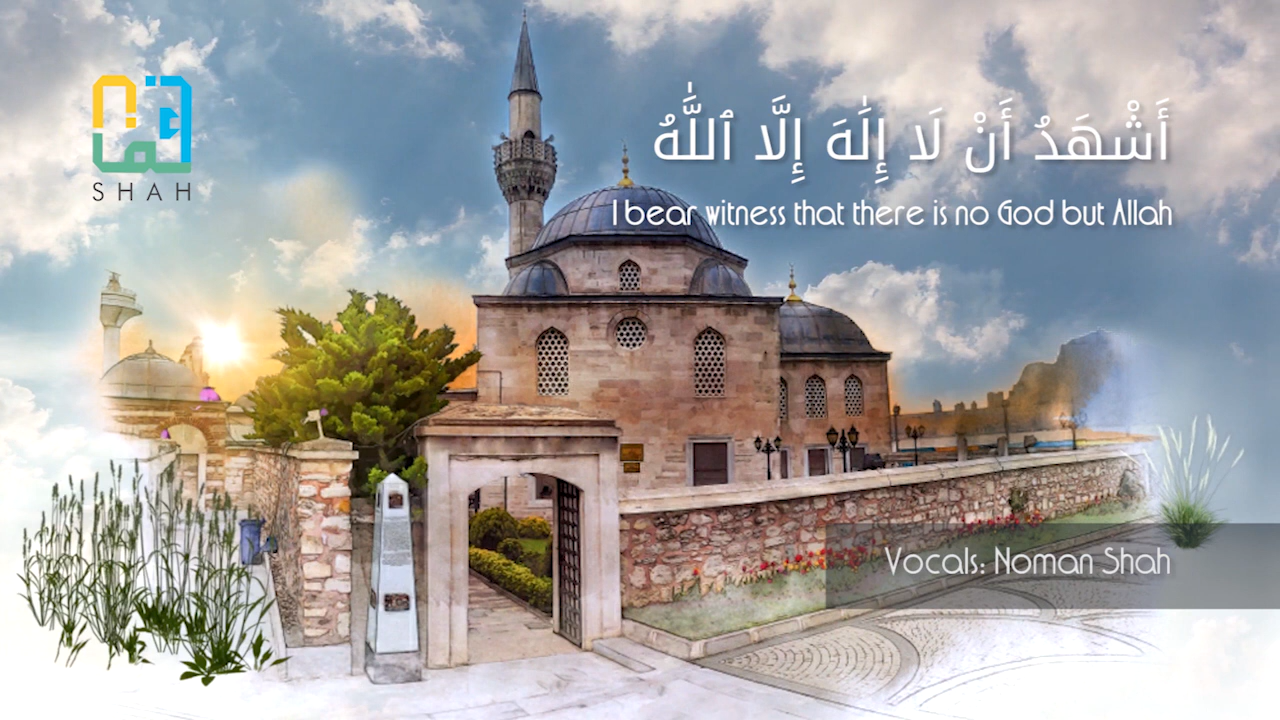 SHAH
أَشْهَدُ أَنْ لَا إِلَٰهَ إِلَّا ٱللَّٰهُ
I bear witness that there is no God but Allah
Vocals: Noman Shah